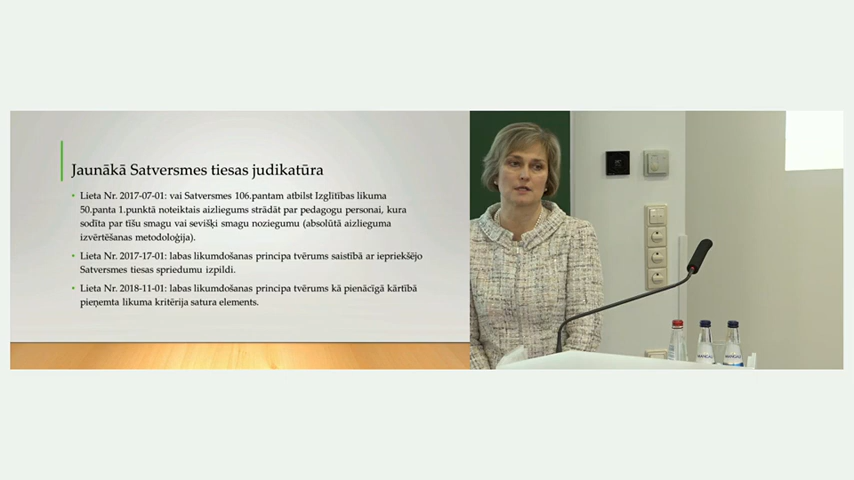 Jaunākā Satversmes tiesas judikatūra
• Lieta Nr. 2017-07-01: vai Satversmes 106.pantam atbilst Izglītības likuma
50.panta 1.punktā noteiktais aizliegums strādāt par pedagogu personai, kura
sodīta par tīšu smagu vai sevišķi smagu noziegumu (absolūtā aizlieguma
izvērtēšanas metodoloģija).
• Lieta Nr. 2017-17-01: labas likumdošanas principa tvērums saistībā ar iepriekšējo
Satversmes tiesas spriedumu izpildi.
• Lieta Nr. 2018-11-01: labas likumdošanas principa tvērums kā pienācīgā kārtībā
pieņemta likuma kritērija satura elements.